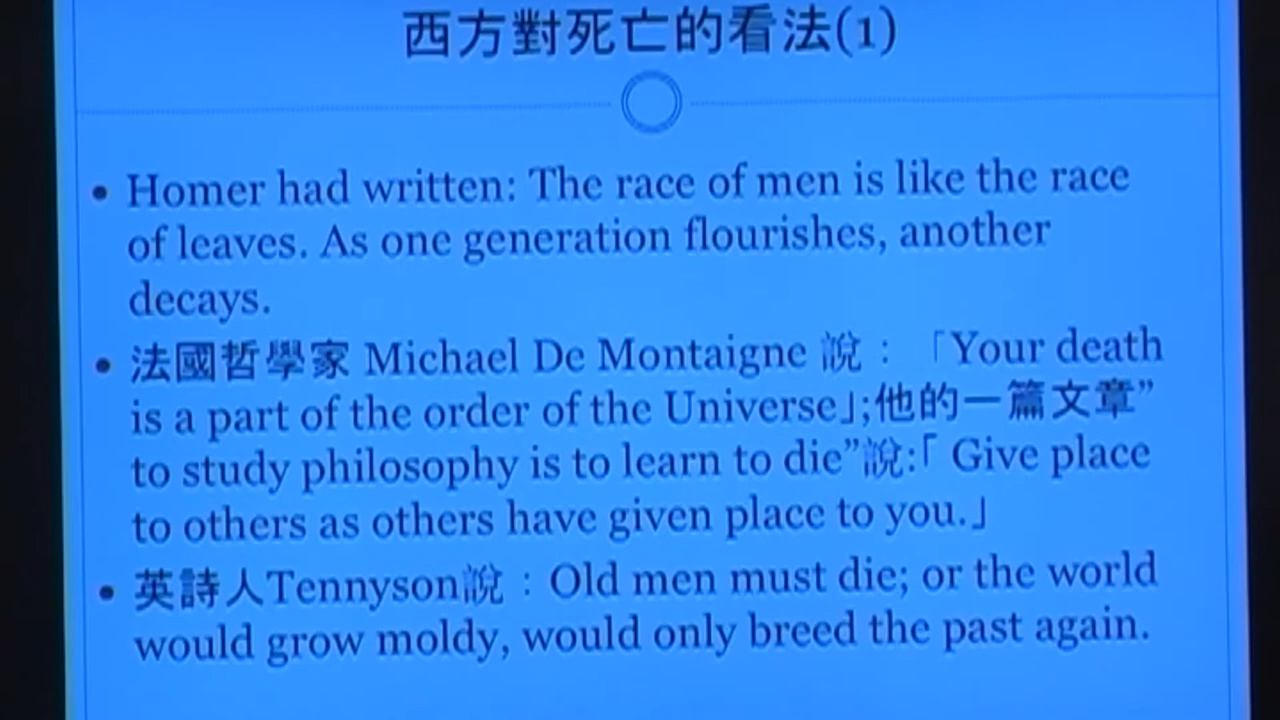 西方對死亡的看法(1)
• Homer had written: The race of men is like the race
of leaves. As one generation flourishes, another
decays.
• 法國哲學家 Michael De Montaigne 說：「Your death
is a part of the order of the Universe」;他的一篇文章”
to study philosophy is to learn to die”說:「 Give place
to others as others have given place to you.」
• 英詩人Tennyson說：Old men must die; or the world
would grow moldy, would only breed the past again.